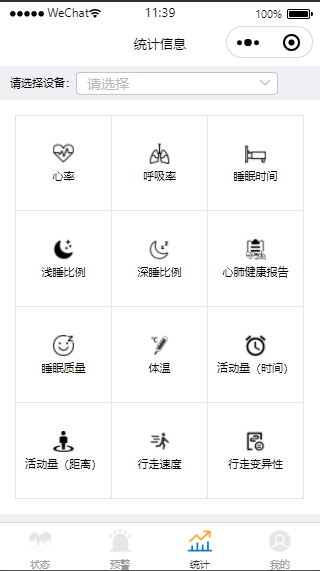 WeChat 11:39 100%
统计信息
请选择设备: 请选择
心率 呼吸率 睡眠时间
浅睡比例 深睡比例 心肺健康报告
睡眠质量 体温 活动量（时间）
活动量（距离） 行走速度 行走变异性
状态 预警 统计 我的